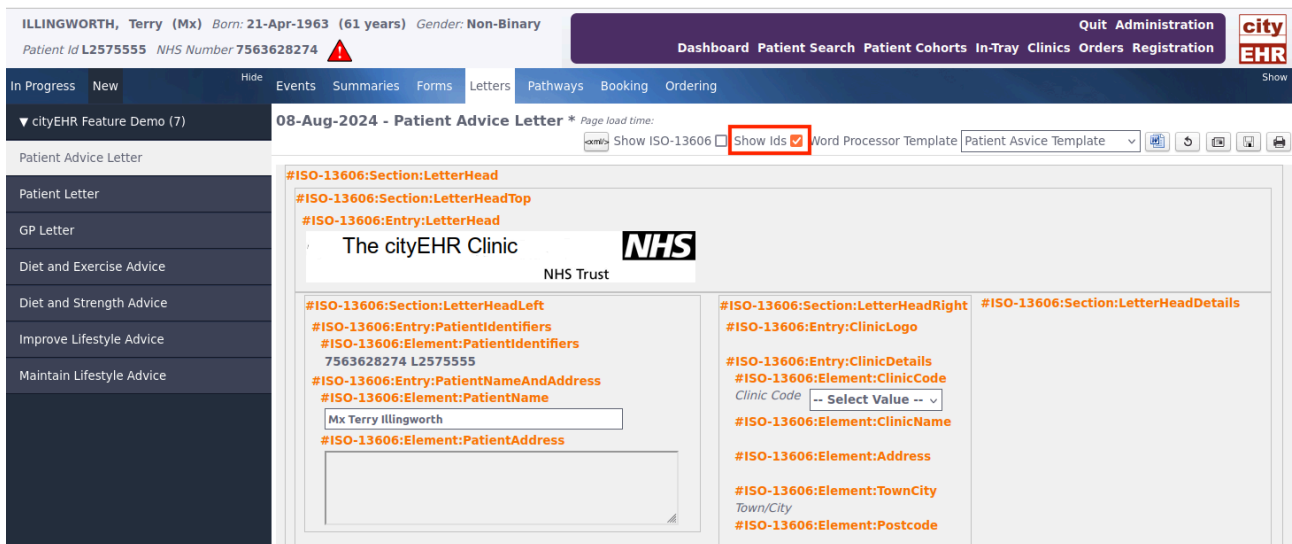 ILLINGWORTH, Terry (Mx) Born: 21-Apr-1963 (61 years) Gender: Non-Binary
Patient Id L2575555 NHS Number 7563628274
Quit Administration
Dashboard Patient Search Patient Cohorts In-Tray Clinics Orders Registration
city
EHR
In Progress New Hide
Events Summaries Forms Letters Pathways Booking Ordering Show
▼ cityEHR Feature Demo (7)
Patient Advice Letter
Patient Letter
GP Letter
Diet and Exercise Advice
Diet and Strength Advice
Improve Lifestyle Advice
Maintain Lifestyle Advice
08-Aug-2024 - Patient Advice Letter * Page load time:
<xml/> Show ISO-13606 Show Ids Word Processor Template Patient Asvice Template
#ISO-13606:Section:LetterHead
#ISO-13606:Section:LetterHeadTop
#ISO-13606:Entry:LetterHead
The cityEHR Clinic NHS
NHS Trust
#ISO-13606:Section:LetterHeadLeft
#ISO-13606:Entry:PatientIdentifiers
#ISO-13606:Element:PatientIdentifiers
7563628274 L2575555
#ISO-13606:Entry:PatientNameAndAddress
#ISO-13606:Element:PatientName
Mx Terry Illingworth
#ISO-13606:Element:PatientAddress
#ISO-13606:Section:LetterHeadRight
#ISO-13606:Entry:ClinicLogo
#ISO-13606:Entry:ClinicDetails
#ISO-13606:Element:ClinicCode
Clinic Code -- Select Value --
#ISO-13606:Element:ClinicName
#ISO-13606:Element:Address
#ISO-13606:Element:TownCity
Town/City
#ISO-13606:Element:Postcode
#ISO-13606:Section:LetterHeadDetails